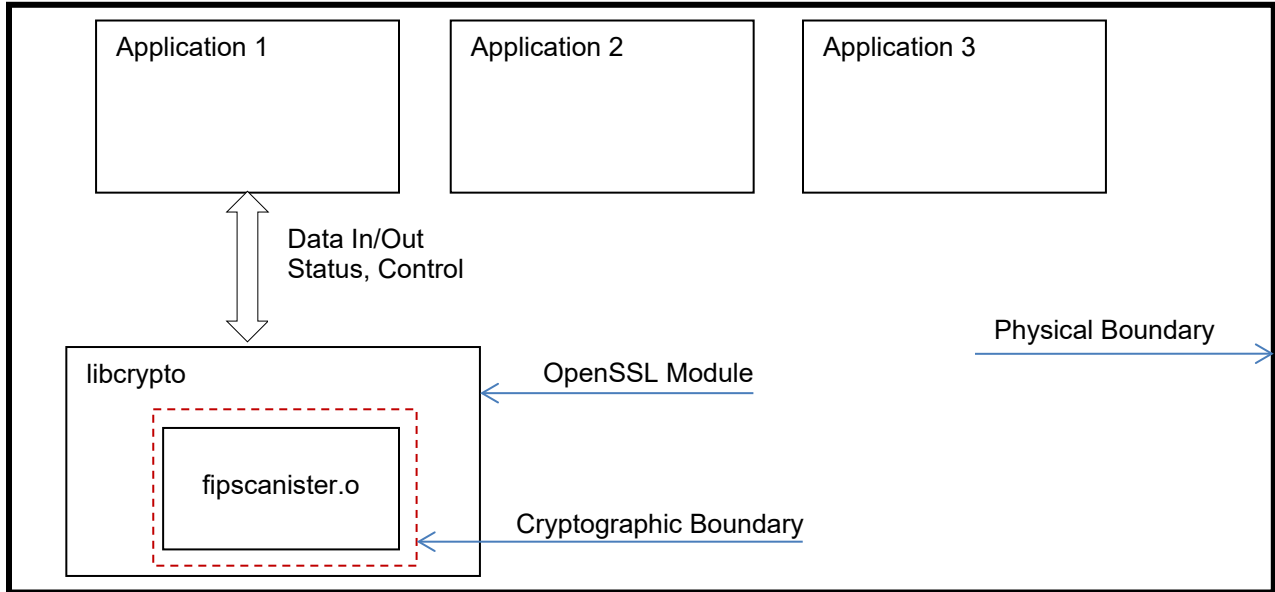 Application 1
Application 2
Application 3
Data In/Out
Status, Control
Physical Boundary
libcrypto
OpenSSL Module
fipscanister.o
Cryptographic Boundary